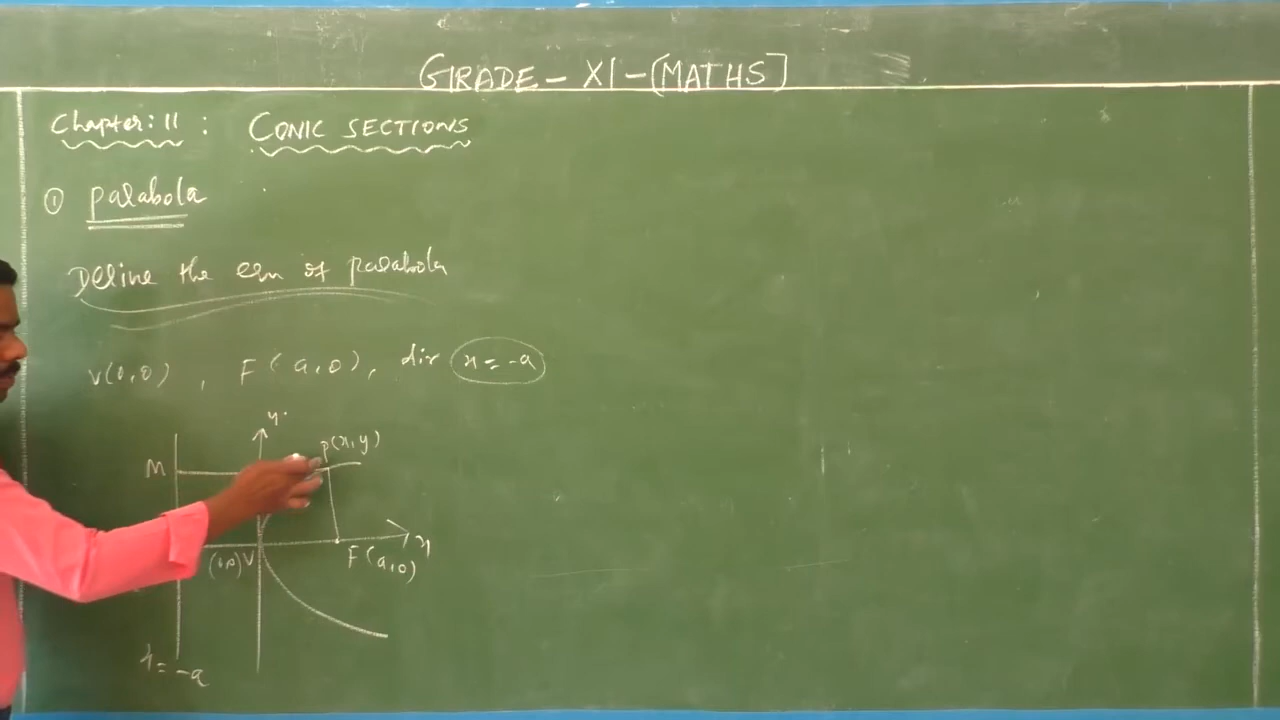 GRADE - XI - [MATHS]
Chapter: 11 : CONIC SECTIONS
① parabola
Define the eqn of parabola
V(0,0), F(a,0), dir x = -a
y
P(x,y)
M
x
(0,0) V
F(a,0)
x = -a